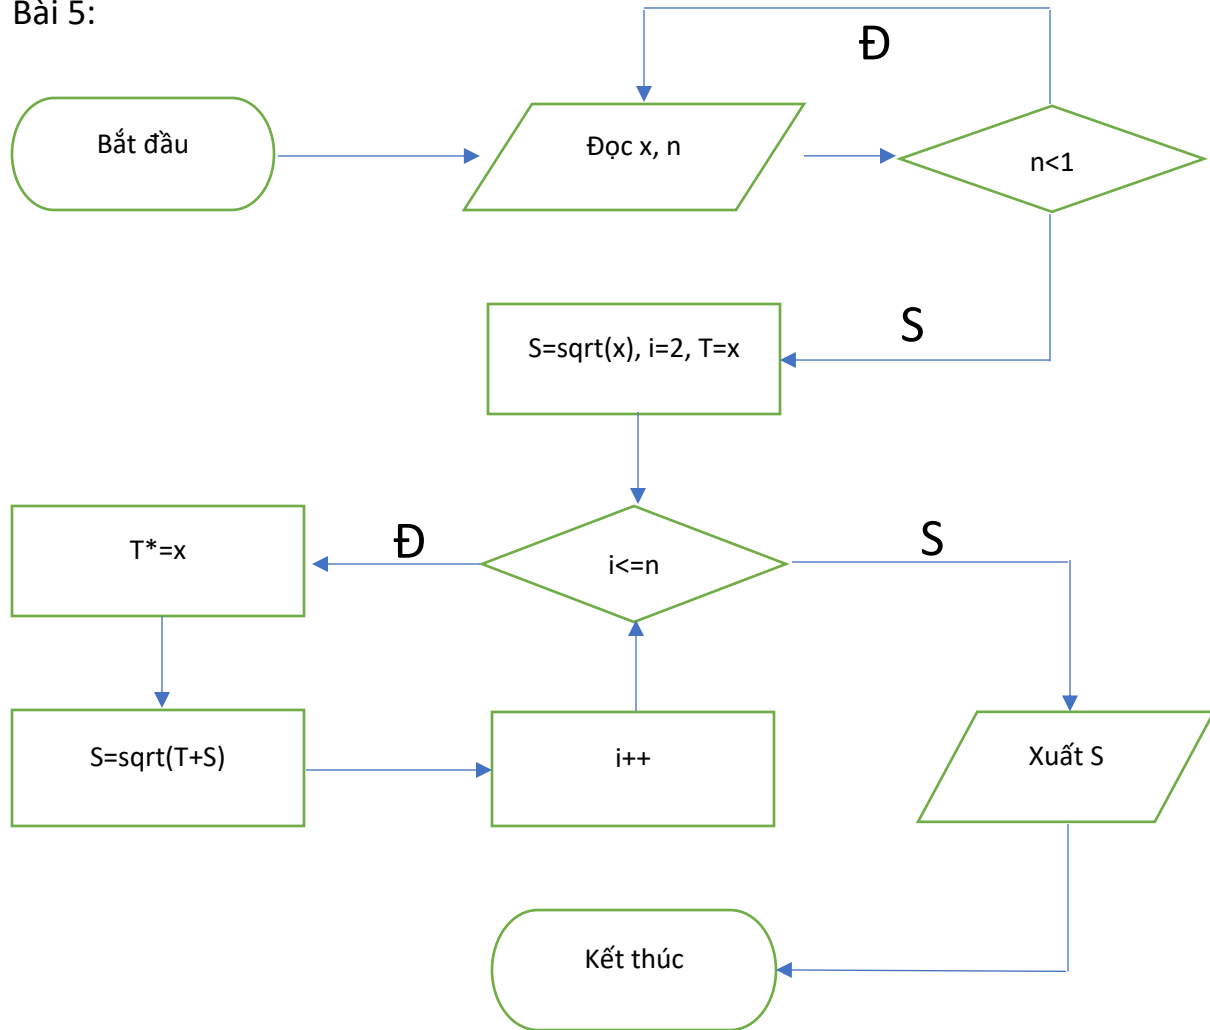 Bài 5:
Đ
Bắt đầu
Đọc x, n
n<1
S
S=sqrt(x), i=2, T=x
T*=x
Đ
i<=n
S
S=sqrt(T+S)
i++
Xuất S
Kết thúc